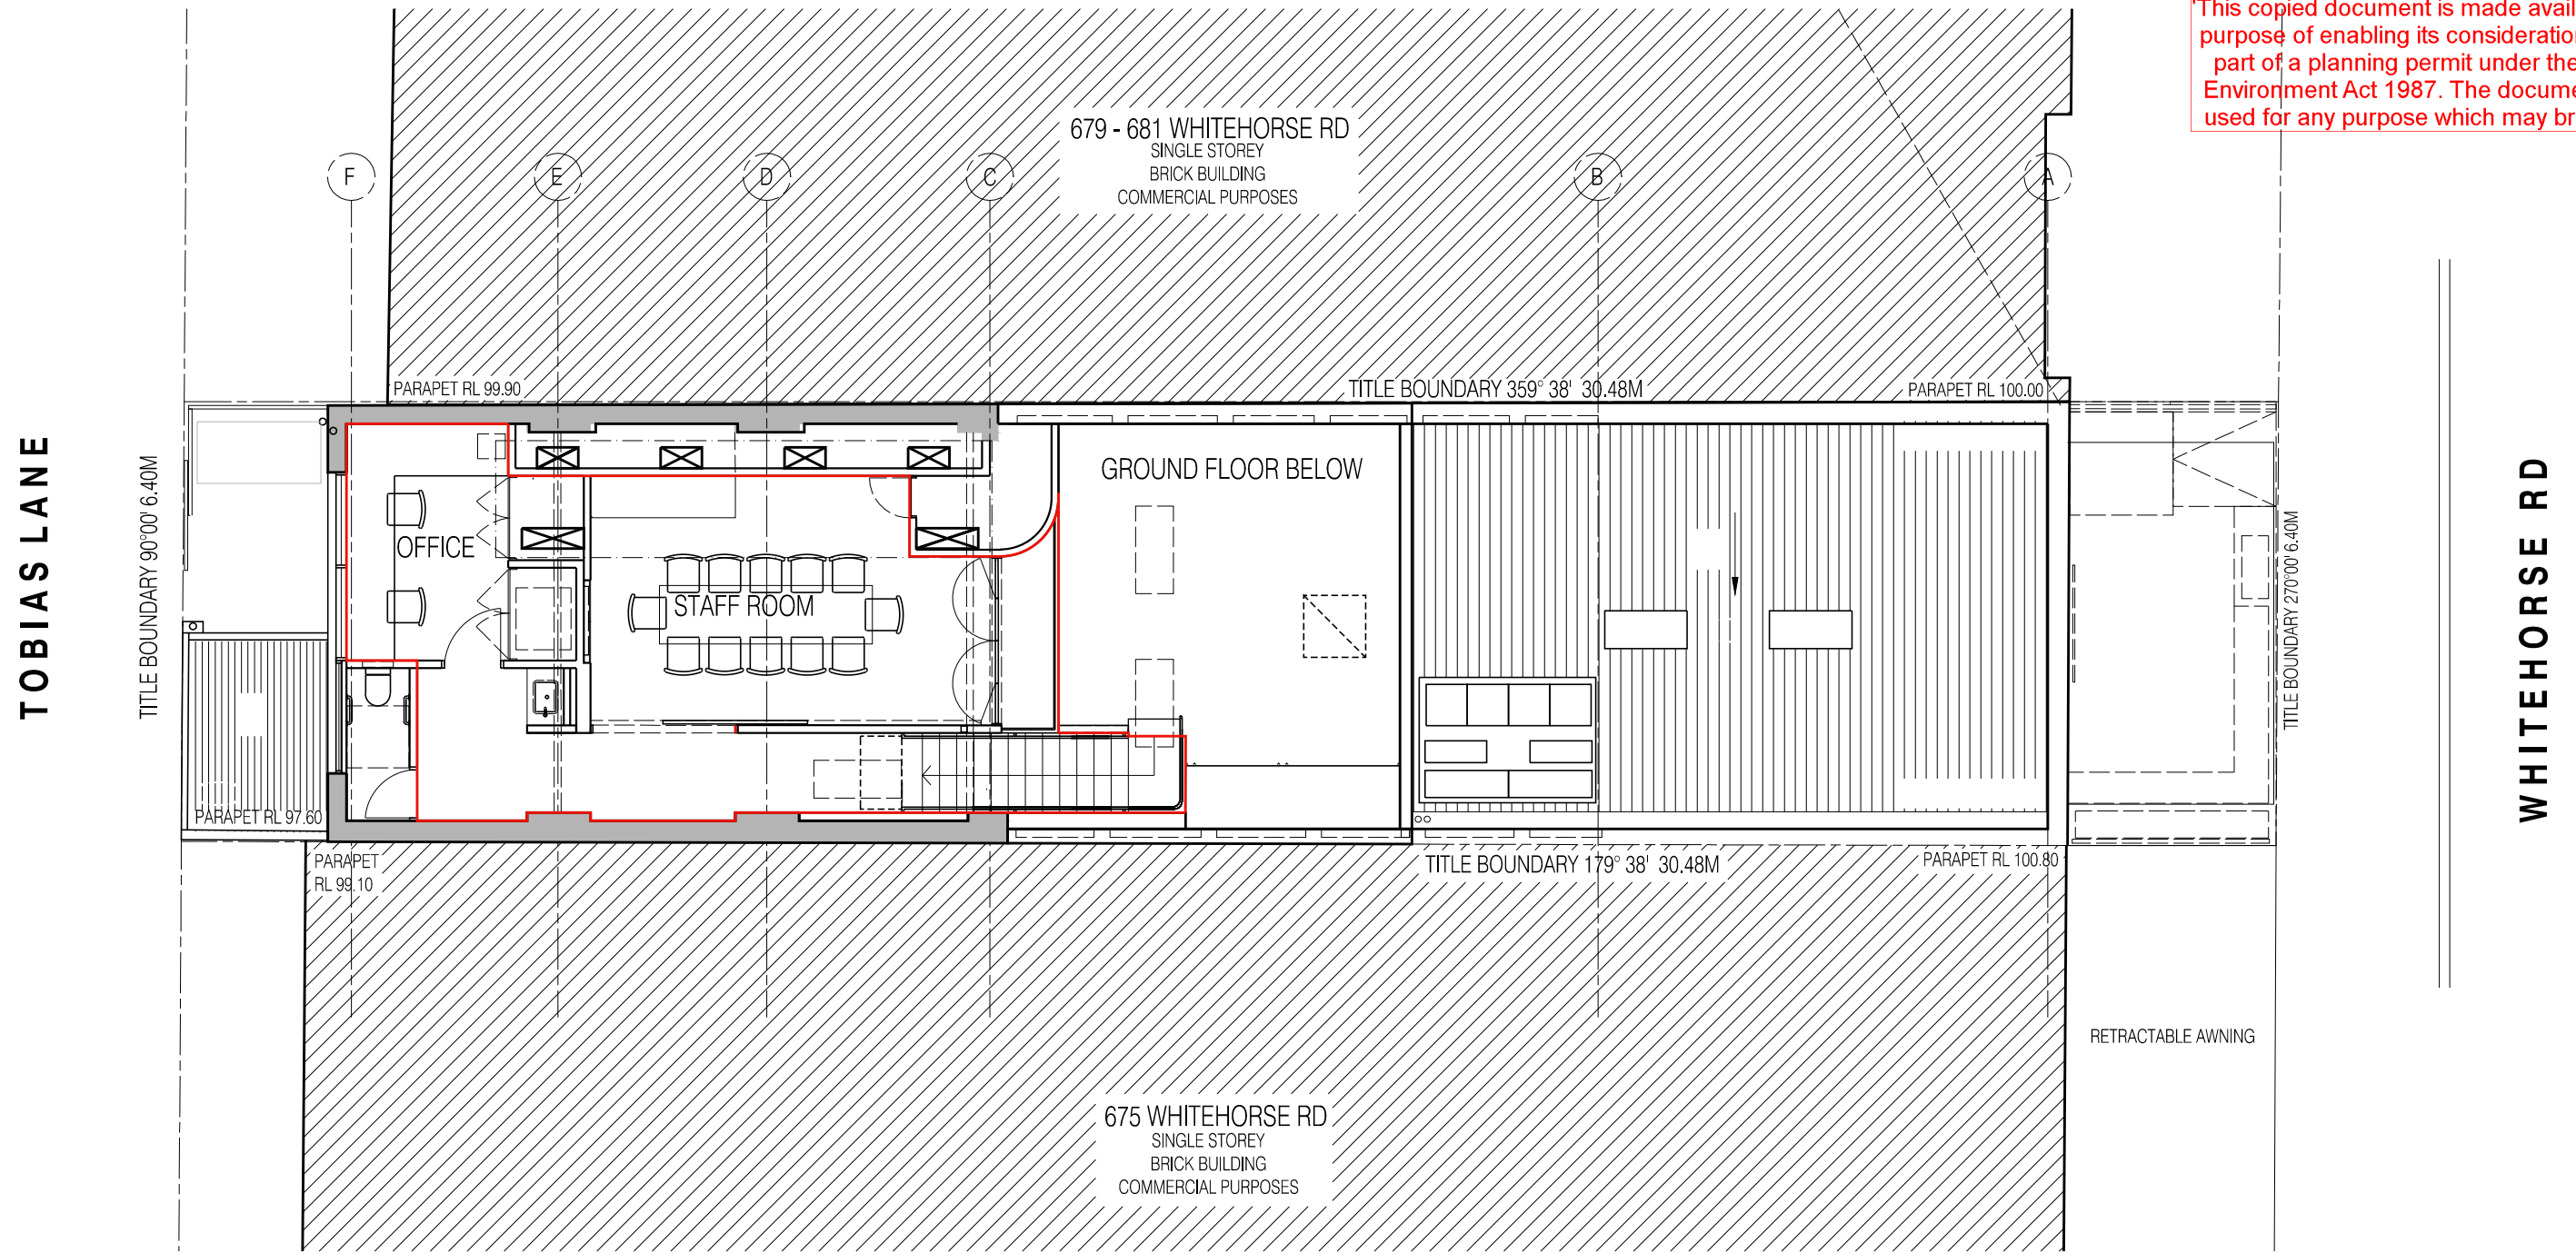 'This copied document is made avail
purpose of enabling its consideratio
part of a planning permit under the
Environment Act 1987. The docume
used for any purpose which may br
679 - 681 WHITEHORSE RD
SINGLE STOREY
BRICK BUILDING
COMMERCIAL PURPOSES
F
E
D
C
B
A
PARAPET RL 99.90
TITLE BOUNDARY 359° 38' 30.48M
PARAPET RL 100.00
TOBIAS LANE
TITLE BOUNDARY 90°00' 6.40M
OFFICE
STAFF ROOM
GROUND FLOOR BELOW
TITLE BOUNDARY 270°00' 6.40M
WHITEHORSE RD
PARAPET RL 97.60
PARAPET
RL 99.10
TITLE BOUNDARY 179° 38' 30.48M
PARAPET RL 100.80
RETRACTABLE AWNING
675 WHITEHORSE RD
SINGLE STOREY
BRICK BUILDING
COMMERCIAL PURPOSES